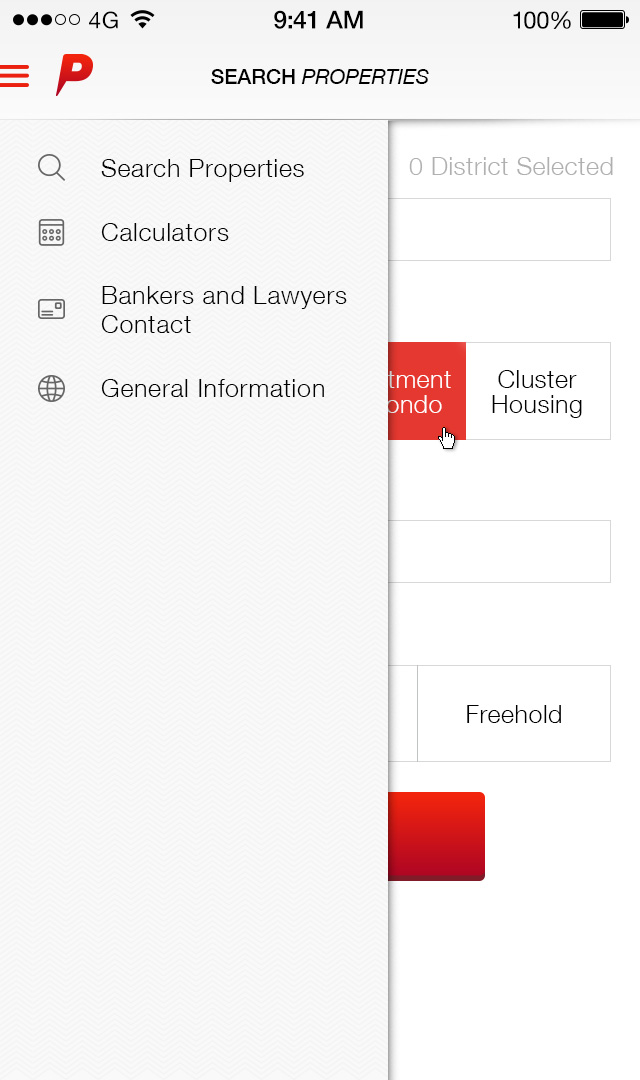 4G 9:41 AM 100%
P SEARCH PROPERTIES
Search Properties
0 District Selected
Calculators
Bankers and Lawyers
Contact
General Information
tment
ondo
Cluster
Housing
Freehold